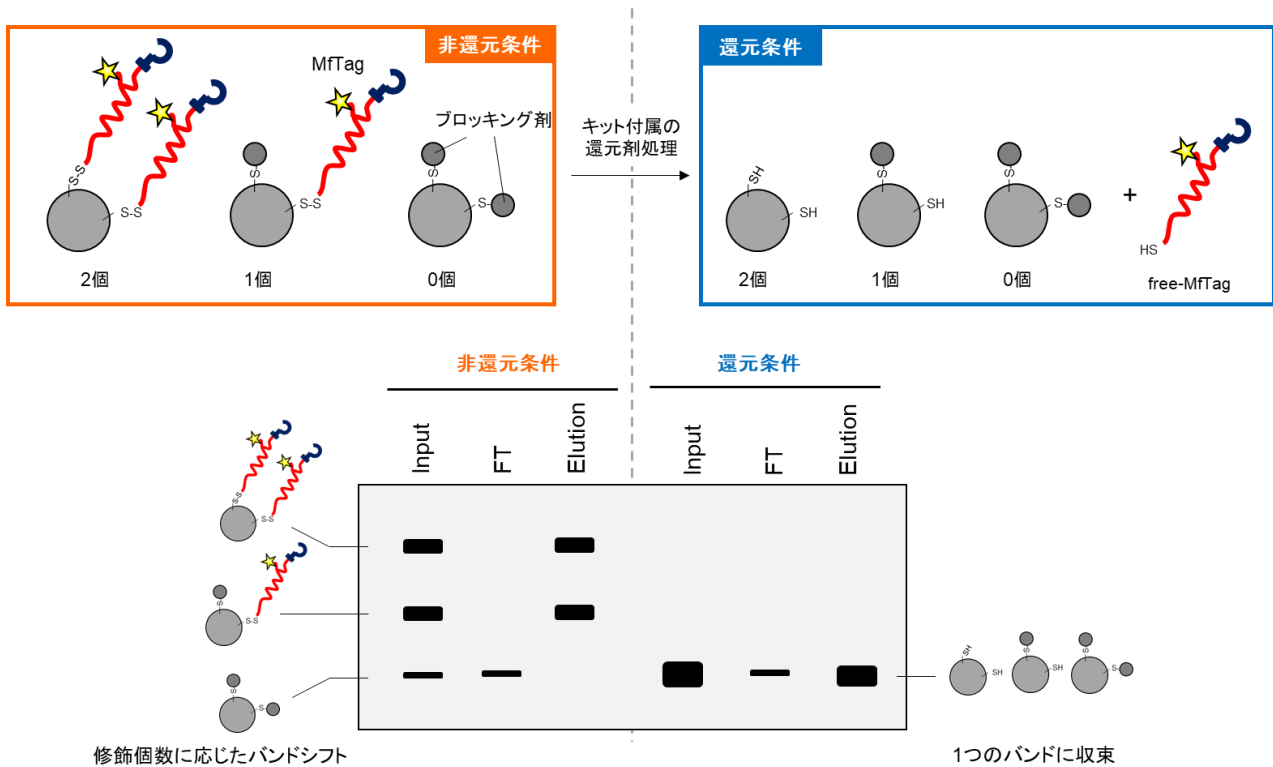 非還元条件
還元条件
MfTag
ブロッキング剤
キット付属の
還元剤処理
S-S
S-S
S
S-S
S
S-
SH
SH
S
SH
S
S-
+
HS
2個
1個
0個
2個
1個
0個
free-MfTag
非還元条件
還元条件
Input
FT
Elution
Input
FT
Elution
S-S
S-S
S
S-S
S
S-
SH
SH
S
SH
S
S-
修飾個数に応じたバンドシフト
1つのバンドに収束